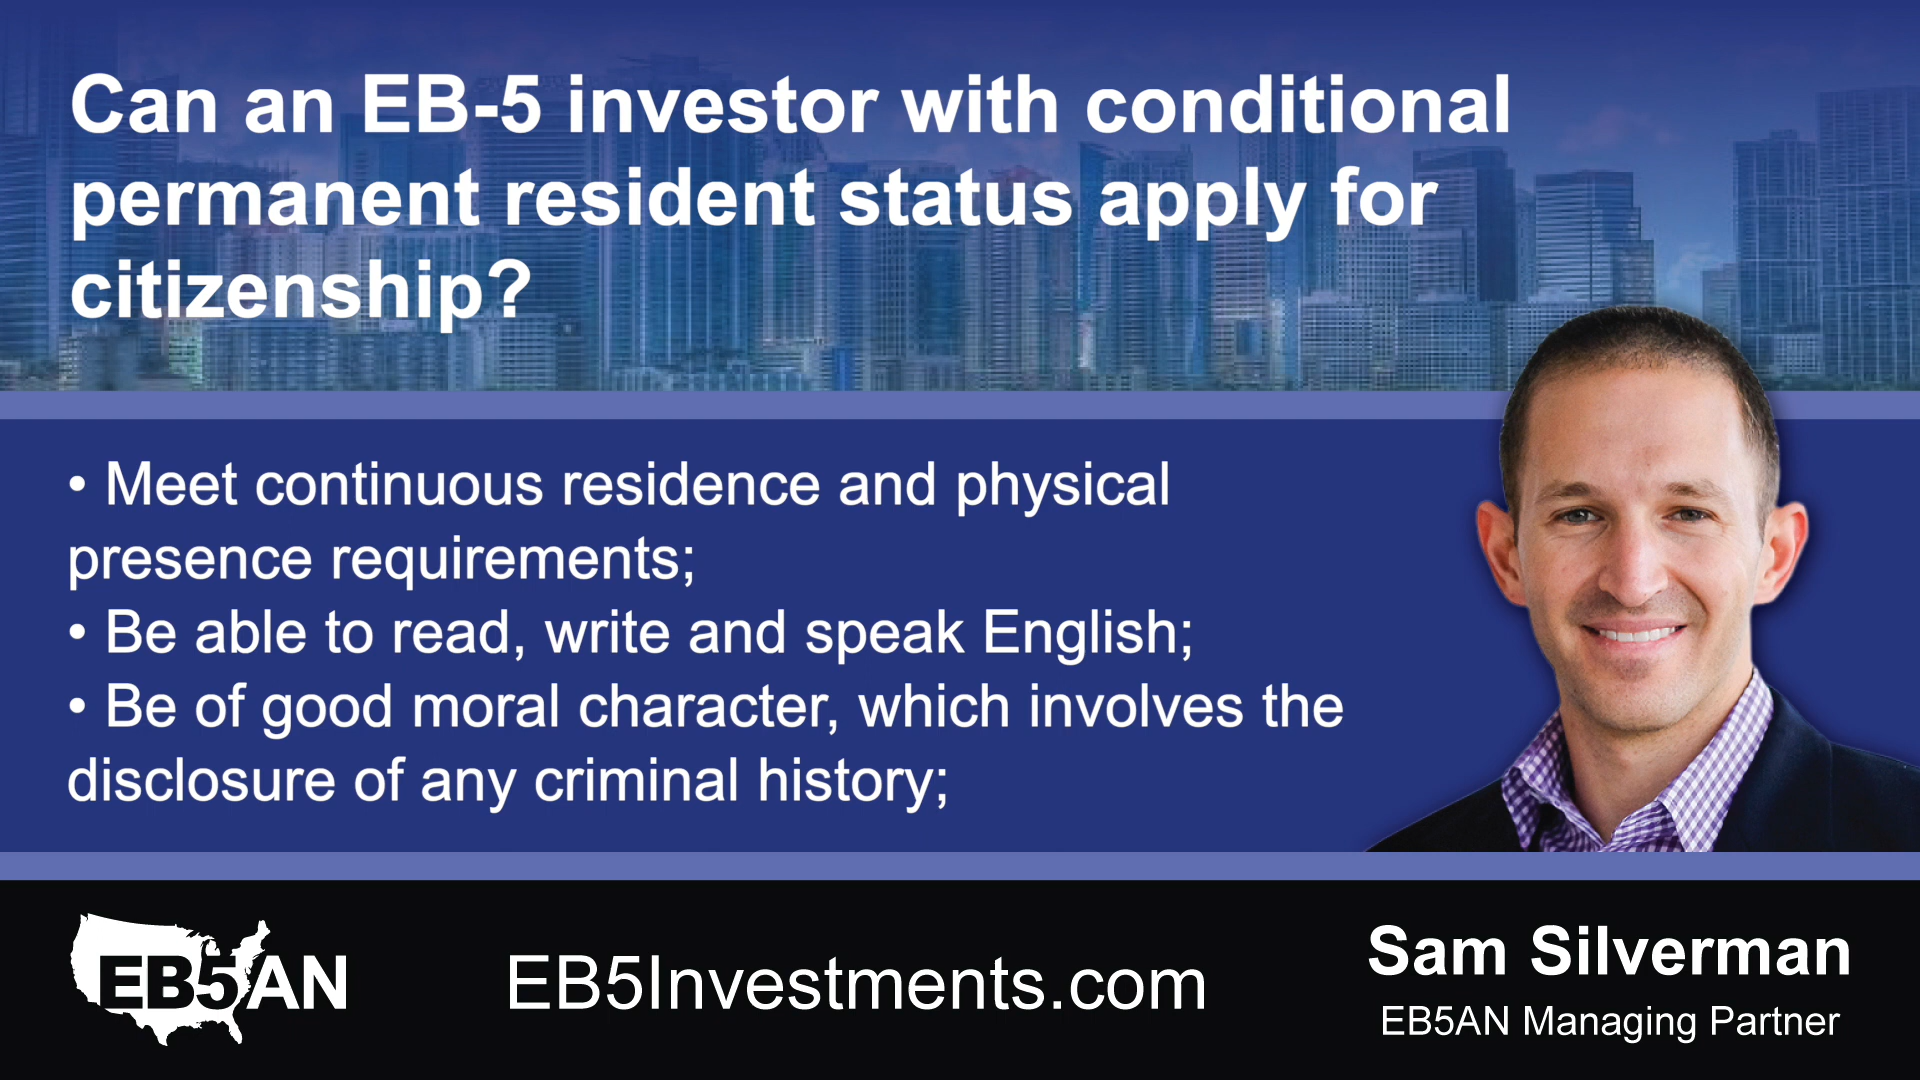 Can an EB-5 investor with conditional
permanent resident status apply for
citizenship?
• Meet continuous residence and physical
presence requirements;
• Be able to read, write and speak English;
• Be of good moral character, which involves the
disclosure of any criminal history;
EB5AN
EB5Investments.com
Sam Silverman
EB5AN Managing Partner